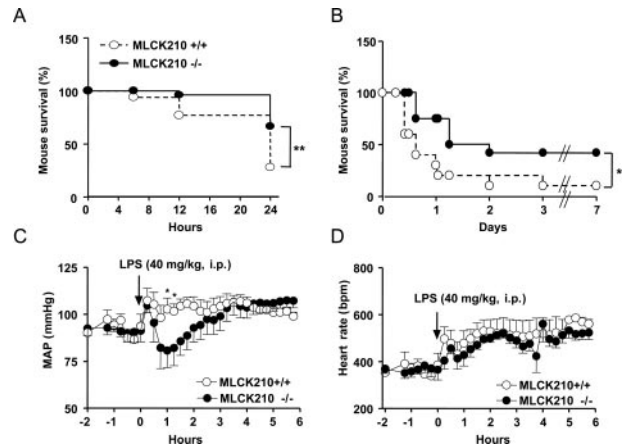 A
150
100
50
0
Mouse survival (%)
MLCK210 +/+
MLCK210 -/-
**
0 6 12 18 24
Hours
B
150
100
50
0
Mouse survival (%)
*
0 1 2 3 7
Days
C
125
100
75
50
MAP (mmHg)
LPS (40 mg/kg, i.p.)
* *
MLCK210+/+
MLCK210 -/-
-2 -1 0 1 2 3 4 5 6
Hours
D
800
600
400
200
Heart rate (bpm)
LPS (40 mg/kg, i.p.)
MLCK210+/+
MLCK210 -/-
-2 -1 0 1 2 3 4 5 6
Hours